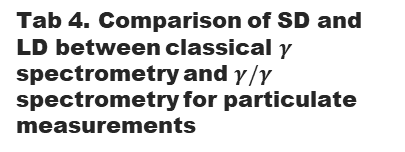 Tab 4. Comparison of SD and
LD between classical γ
spectrometry and γ/γ
spectrometry for particulate
measurements